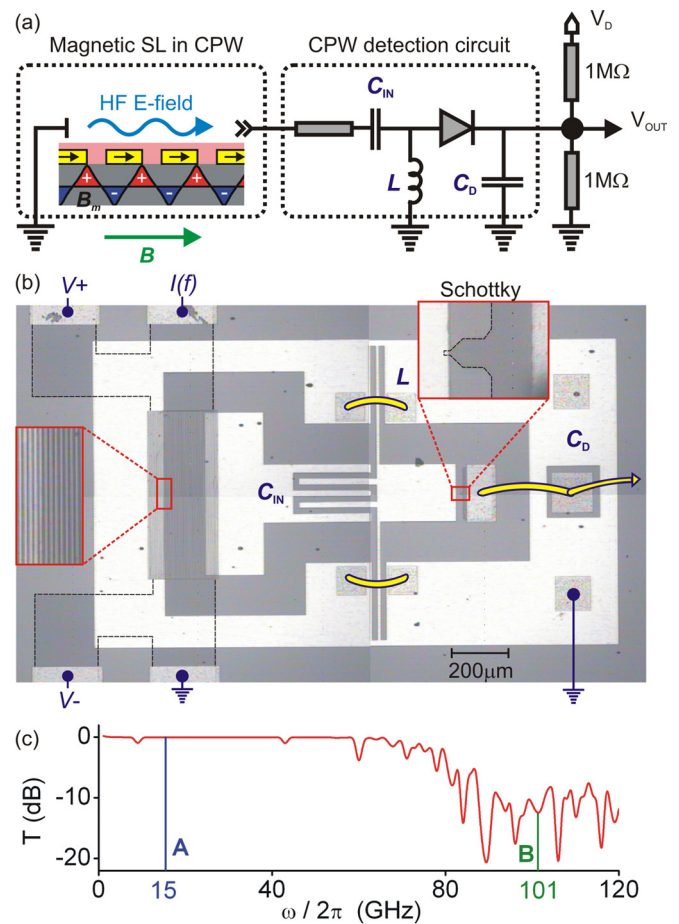 (a)
Magnetic SL in CPW
CPW detection circuit
V_D
HF E-field
C_IN
1MΩ
V_OUT
+ + +
- - - -
B_m
L
C_D
1MΩ
B
(b)
V+
I(f)
Schottky
L
C_D
C_IN
200μm
V-
(c)
T (dB)
0
-10
-20
A
B
0
15
40
80
101
120
ω / 2π (GHz)